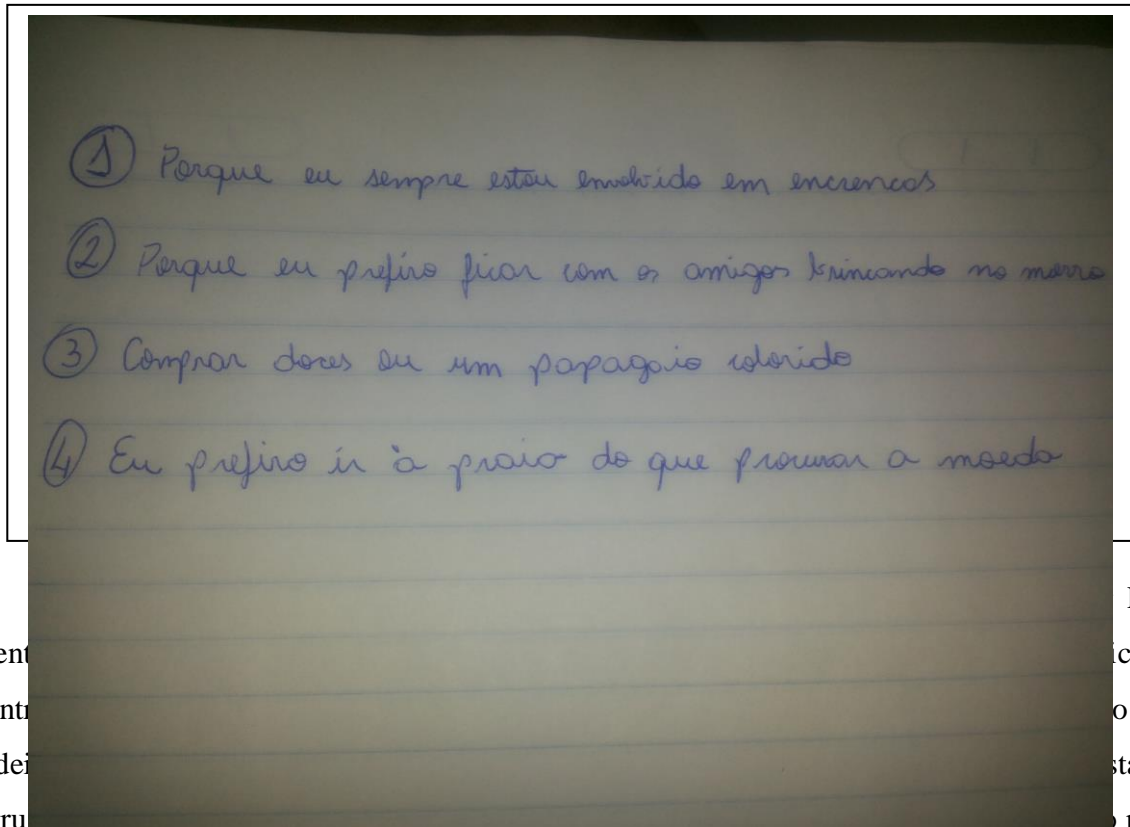 ① Porque eu sempre estou envolvido em encrencas
② Porque eu prefiro ficar com os amigos brincando no morro
③ Comprar doces ou um papagaio colorido
④ Eu prefiro ir à praia do que procurar a moeda